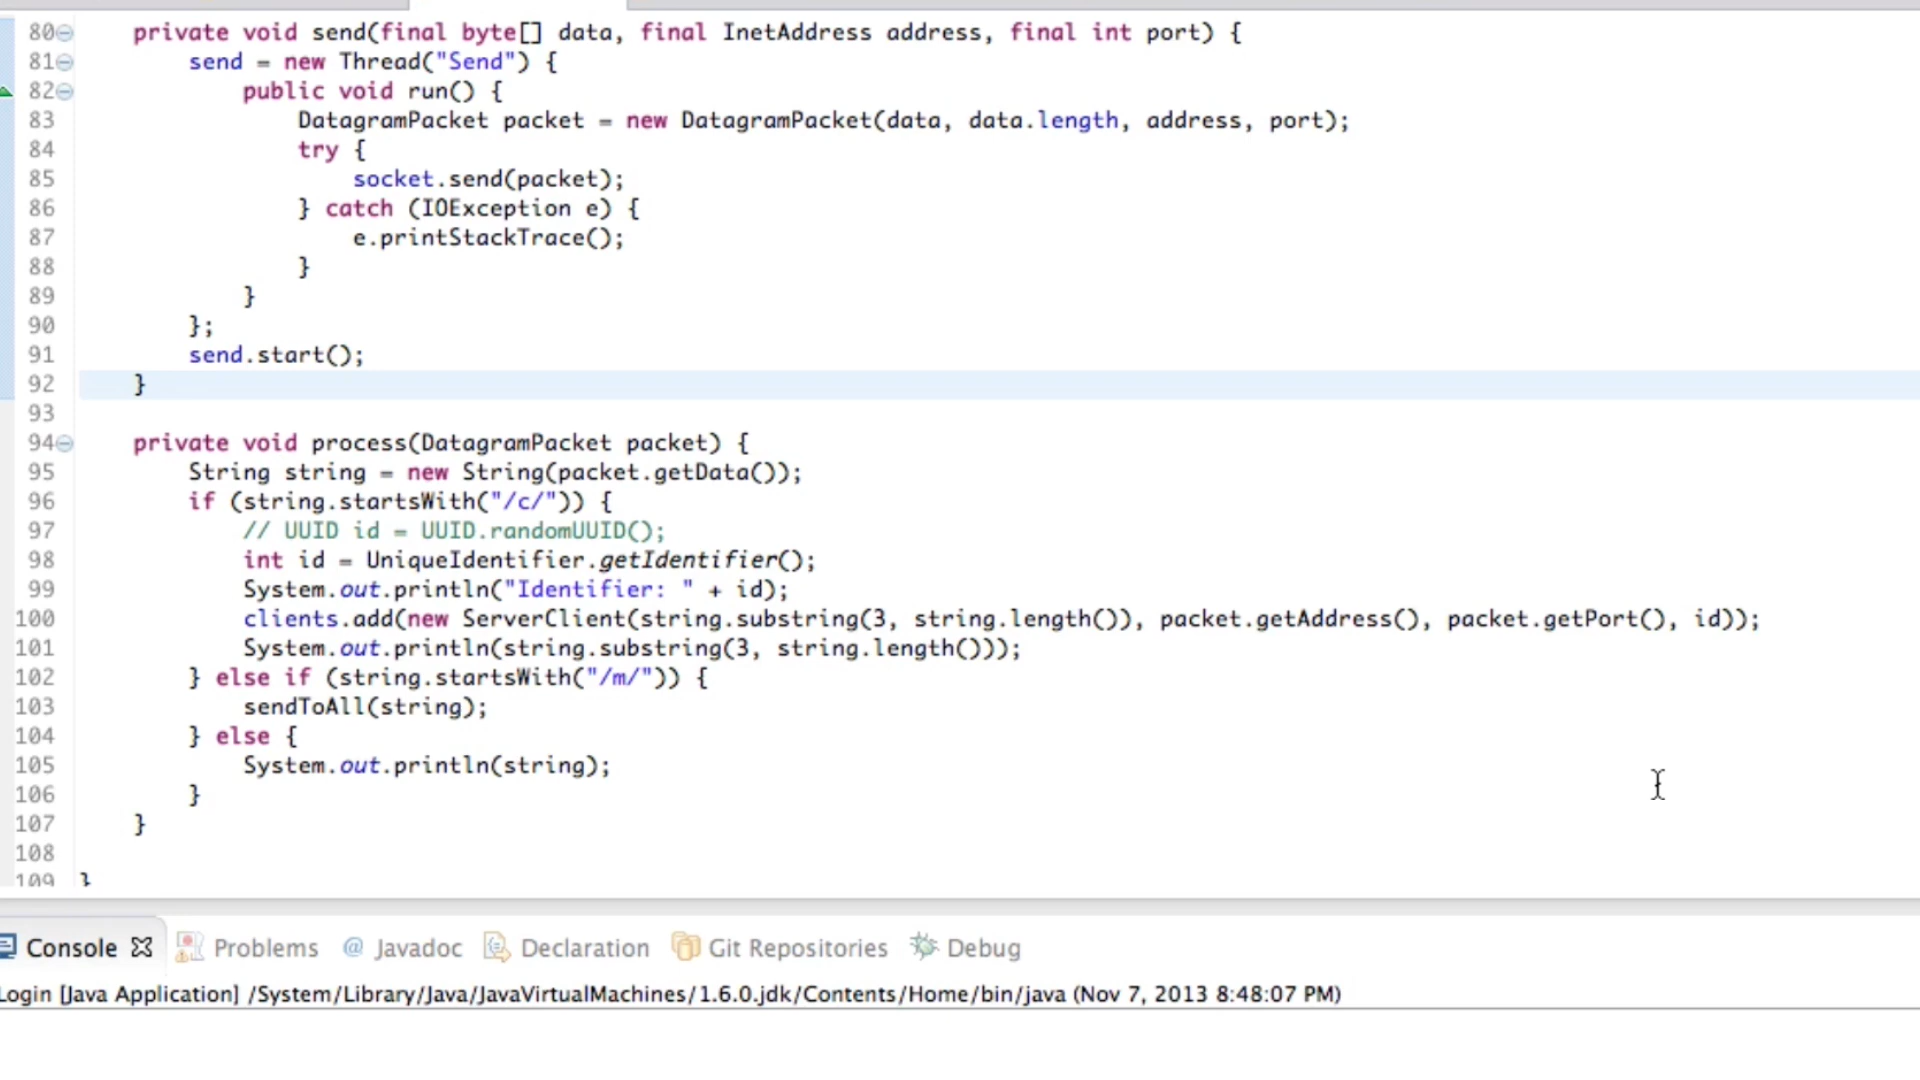 80 private void send(final byte[] data, final InetAddress address, final int port) {
81 send = new Thread("Send") {
82 public void run() {
83 DatagramPacket packet = new DatagramPacket(data, data.length, address, port);
84 try {
85 socket.send(packet);
86 } catch (IOException e) {
87 e.printStackTrace();
88 }
89 }
90 };
91 send.start();
92 }
93
94 private void process(DatagramPacket packet) {
95 String string = new String(packet.getData());
96 if (string.startsWith("/c/")) {
97 // UUID id = UUID.randomUUID();
98 int id = UniqueIdentifier.getIdentifier();
99 System.out.println("Identifier: " + id);
100 clients.add(new ServerClient(string.substring(3, string.length()), packet.getAddress(), packet.getPort(), id));
101 System.out.println(string.substring(3, string.length()));
102 } else if (string.startsWith("/m/")) {
103 sendToAll(string);
104 } else {
105 System.out.println(string);
106 }
107 }
108
109 }
Console Problems @ Javadoc Declaration Git Repositories Debug
Login [Java Application] /System/Library/Java/JavaVirtualMachines/1.6.0.jdk/Contents/Home/bin/java (Nov 7, 2013 8:48:07 PM)